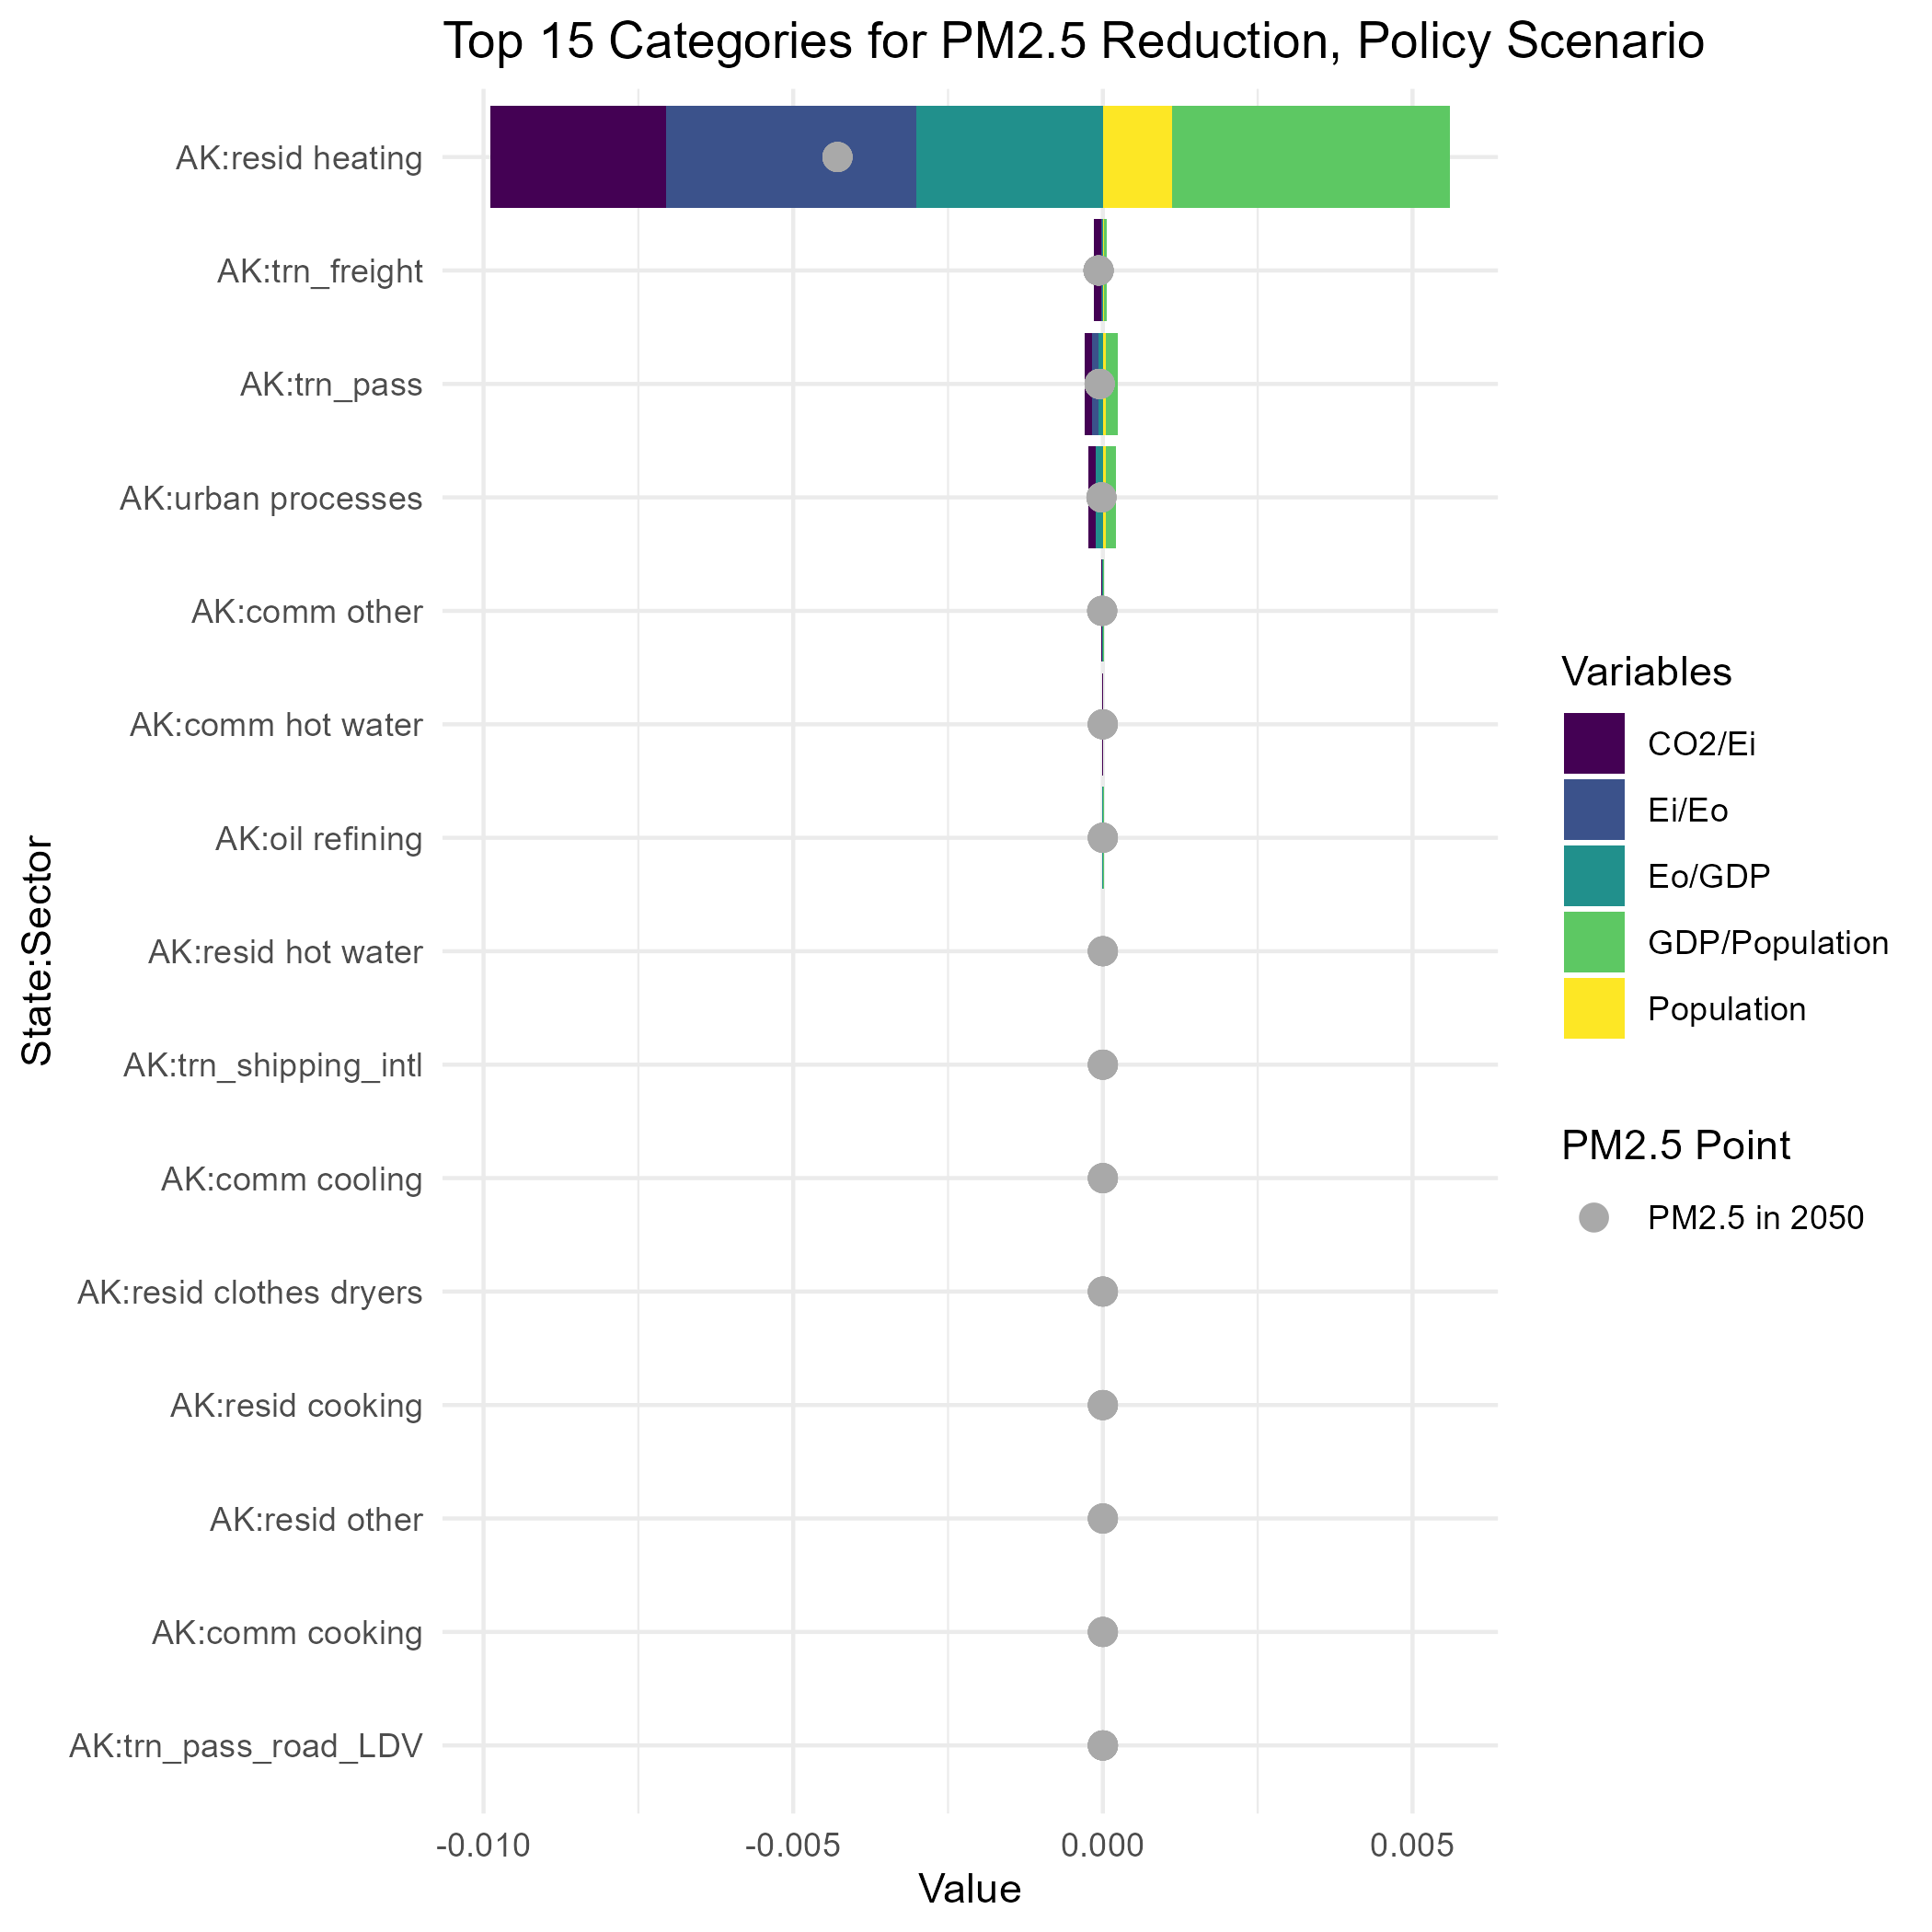 Top 15 Categories for PM2.5 Reduction, Policy Scenario
State:Sector
AK:resid heating
AK:trn_freight
AK:trn_pass
AK:urban processes
AK:comm other
AK:comm hot water
AK:oil refining
AK:resid hot water
AK:trn_shipping_intl
AK:comm cooling
AK:resid clothes dryers
AK:resid cooking
AK:resid other
AK:comm cooking
AK:trn_pass_road_LDV
-0.010 -0.005 0.000 0.005
Value
Variables
CO2/Ei
Ei/Eo
Eo/GDP
GDP/Population
Population
PM2.5 Point
PM2.5 in 2050